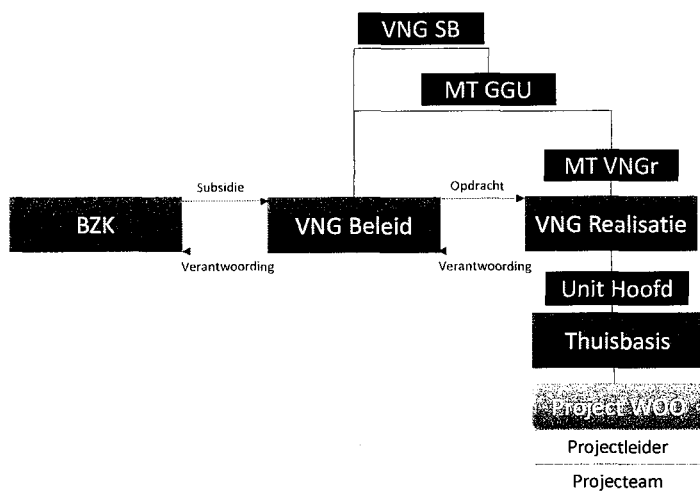 VNG SB
MT GGU
MT VNGr
Subsidie
Opdracht
BZK
VNG Beleid
VNG Realisatie
Verantwoording
Verantwoording
Unit Hoofd
Thuisbasis
Project WOO
Projectleider
Projecteam